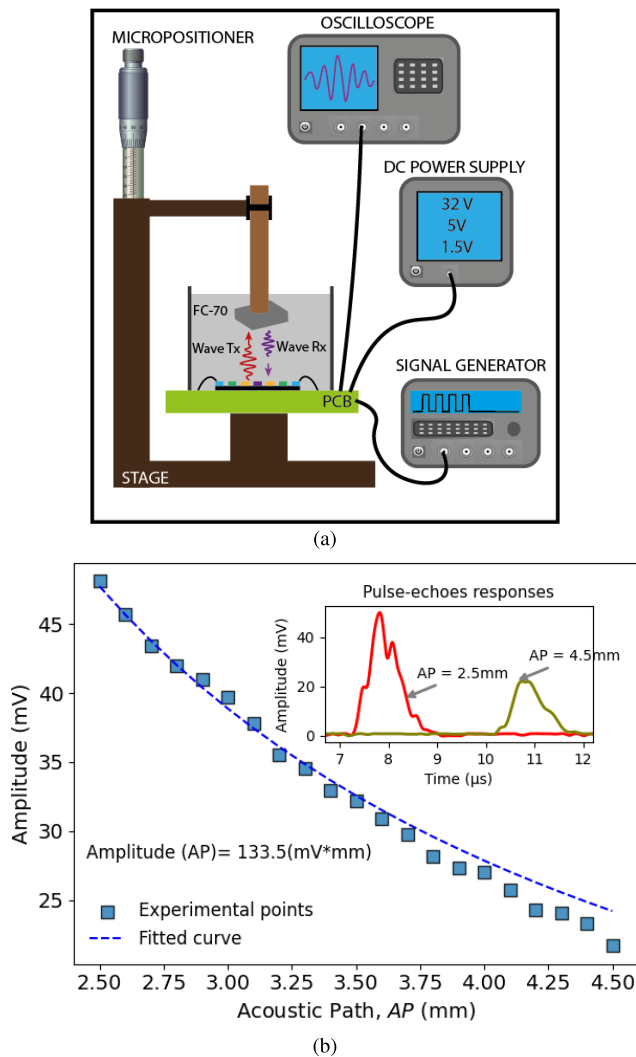 OSCILLOSCOPE
MICROPOSITIONER
DC POWER SUPPLY
32 V
5V
1.5V
FC-70
Wave Tx
Wave Rx
SIGNAL GENERATOR
PCB
STAGE
(a)
Pulse-echoes responses
Amplitude (mV)
40
20
0
AP = 2.5mm
AP = 4.5mm
7 8 9 10 11 12
Time (μs)
Amplitude (mV)
45
40
35
30
25
Amplitude (AP)= 133.5(mV*mm)
Experimental points
Fitted curve
2.50 2.75 3.00 3.25 3.50 3.75 4.00 4.25 4.50
Acoustic Path, AP (mm)
(b)